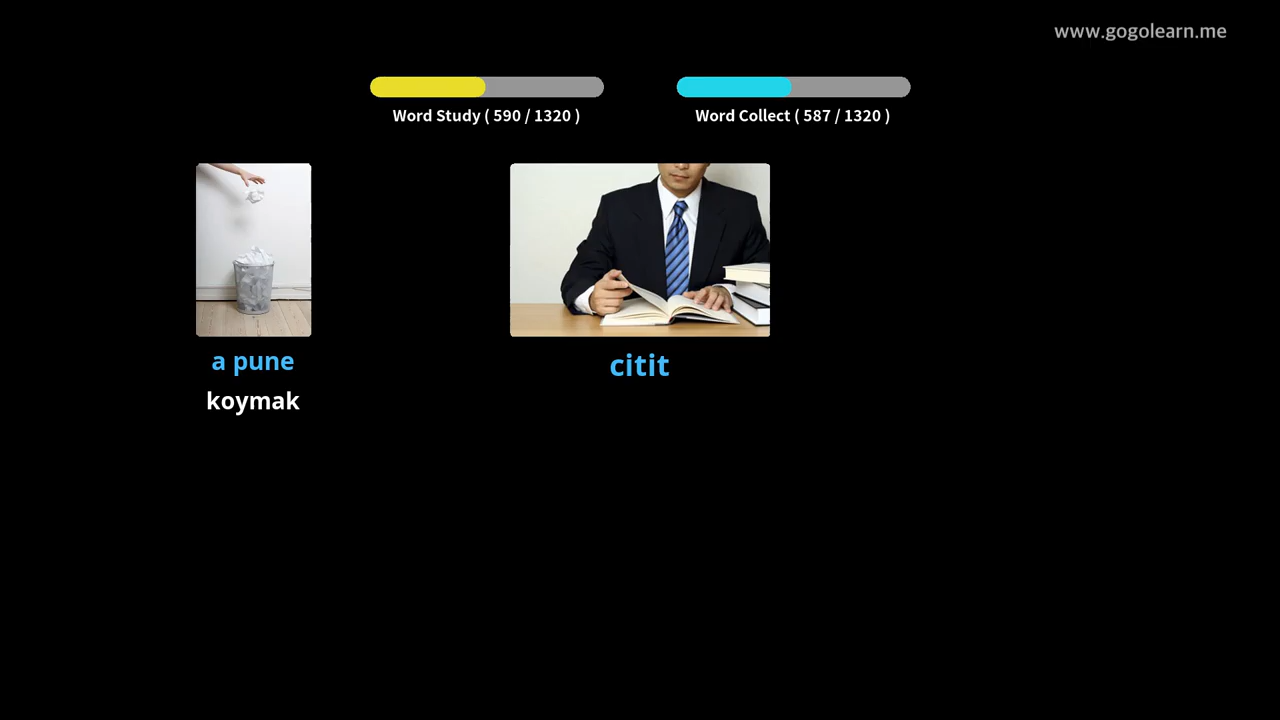 www.gogolearn.me
Word Study ( 590 / 1320 )
Word Collect ( 587 / 1320 )
a pune
koymak
citit